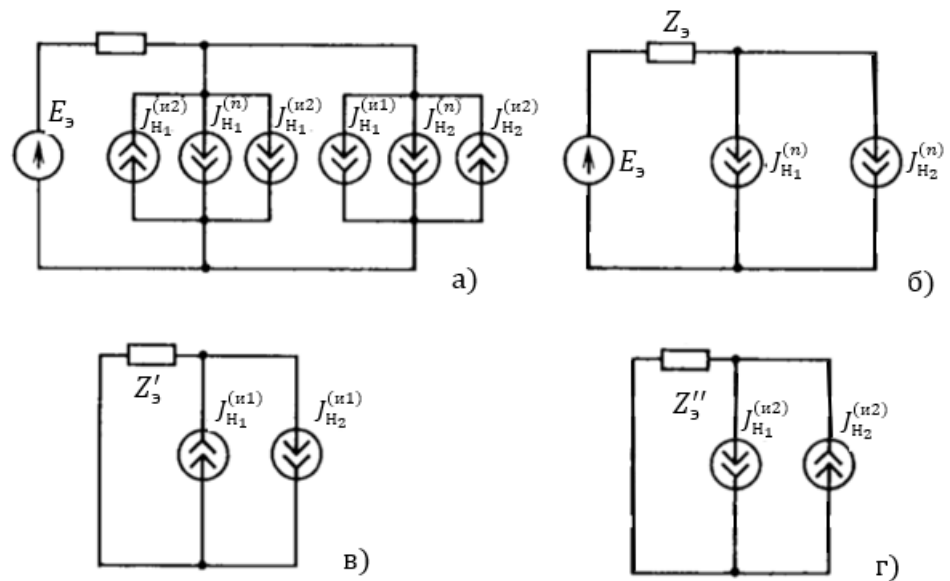 E_э
J_{H_1}^{(и2)} J_{H_1}^{(n)} J_{H_1}^{(и2)} J_{H_1}^{(и1)} J_{H_2}^{(n)} J_{H_2}^{(и2)}
а)
Z_э
E_э
J_{H_1}^{(n)} J_{H_2}^{(n)}
б)
Z'_э
J_{H_1}^{(и1)} J_{H_2}^{(и1)}
в)
Z''_э
J_{H_1}^{(и2)} J_{H_2}^{(и2)}
г)